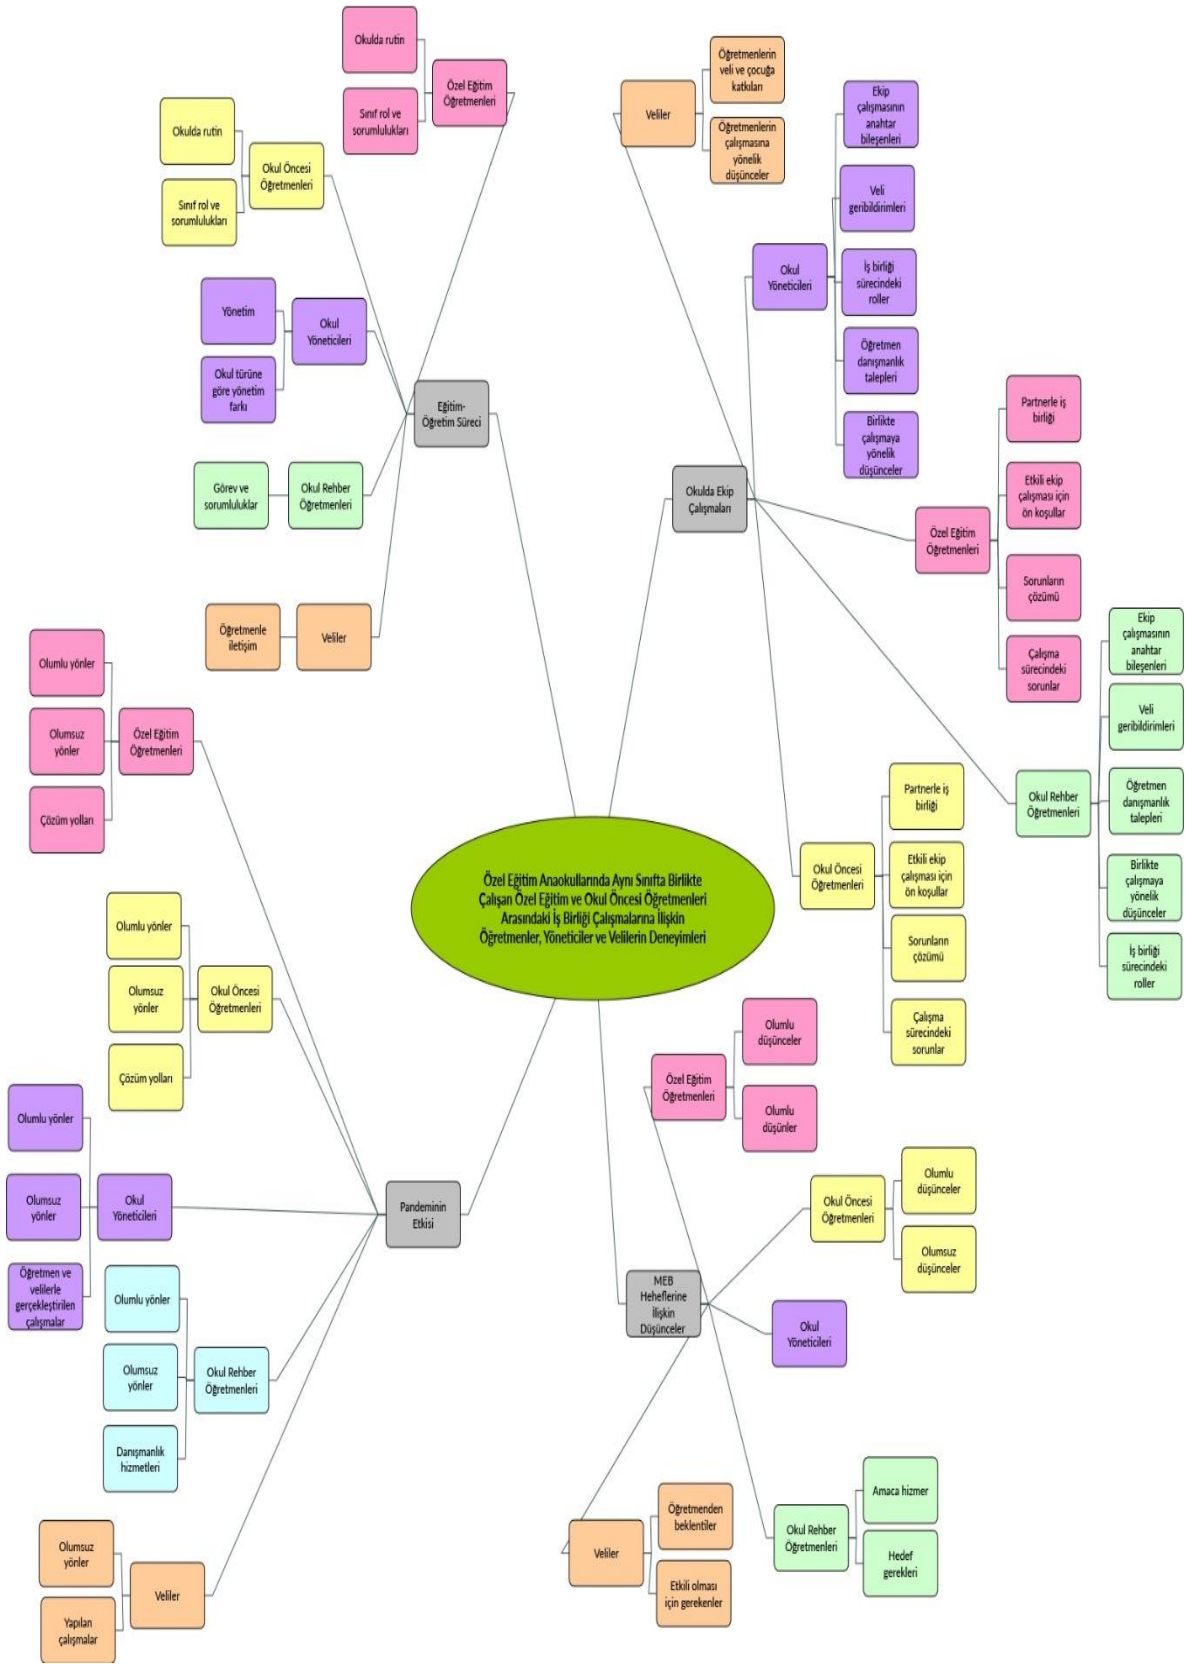 Okulda rutin
Özel Eğitim
Öğretmenleri
Sınıf rol ve
sorumlulukları
Okulda rutin
Okul Öncesi
Öğretmenleri
Sınıf rol ve
sorumlulukları
Yönetim
Okul
Yöneticileri
Okul türüne
göre yönetim
farkı
Eğitim-
Öğretim Süreci
Görev ve
sorumluluklar
Okul Rehber
Öğretmenleri
Öğretmenle
iletişim
Veliler
Veliler
Öğretmenlerin
veli ve çocuğa
katkıları
Öğretmenlerin
çalışmasına
yönelik
düşünceler
Okul
Yöneticileri
Ekip
çalışmasının
anahtar
bileşenleri
Veli
geribildirimleri
İş birliği
sürecindeki
roller
Öğretmen
danışmanlık
talepleri
Birlikte
çalışmaya
yönelik
düşünceler
Okulda Ekip
Çalışmaları
Özel Eğitim
Öğretmenleri
Partnerle iş
birliği
Etkili ekip
çalışması için
ön koşullar
Sorunların
çözümü
Çalışma
sürecindeki
sorunlar
Okul Rehber
Öğretmenleri
Ekip
çalışmasının
anahtar
bileşenleri
Veli
geribildirimleri
Öğretmen
danışmanlık
talepleri
Birlikte
çalışmaya
yönelik
düşünceler
İş birliği
sürecindeki
roller
Okul Öncesi
Öğretmenleri
Partnerle iş
birliği
Etkili ekip
çalışması için
ön koşullar
Sorunların
çözümü
Çalışma
sürecindeki
sorunlar
Özel Eğitim Anaokullarında Aynı Sınıfta Birlikte
Çalışan Özel Eğitim ve Okul Öncesi Öğretmenleri
Arasındaki İş Birliği Çalışmalarına İlişkin
Öğretmenler, Yöneticiler ve Velilerin Deneyimleri
Olumlu yönler
Olumsuz
yönler
Çözüm yolları
Özel Eğitim
Öğretmenleri
Olumlu yönler
Olumsuz
yönler
Çözüm yolları
Okul Öncesi
Öğretmenleri
Olumlu yönler
Olumsuz
yönler
Öğretmen ve
velilerle
gerçekleştirilen
çalışmalar
Okul
Yöneticileri
Pandeminin
Etkisi
Olumlu yönler
Olumsuz
yönler
Danışmanlık
hizmetleri
Okul Rehber
Öğretmenleri
Olumsuz
yönler
Yapılan
çalışmalar
Veliler
Özel Eğitim
Öğretmenleri
Olumlu
düşünceler
Olumlu
düşünler
Okul Öncesi
Öğretmenleri
Olumlu
düşünceler
Olumsuz
düşünceler
MEB
Heheflerine
İlişkin
Düşünceler
Okul
Yöneticileri
Veliler
Öğretmenden
beklentiler
Etkili olması
için gerekenler
Okul Rehber
Öğretmenleri
Amaca hizmer
Hedef
gerekleri